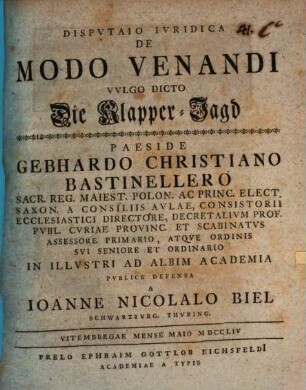 DISPVTAIO IVRIDICA
DE
MODO VENANDI
VVLGO DICTO
Die Klapper-Jagd
PAESIDE
GEBHARDO CHRISTIANO
BASTINELLERO
SACR. REG. MAIEST. POLON. AC PRINC. ELECT.
SAXON. A CONSILIIS AVLAE, CONSISTORII
ECCLESIASTICI DIRECTORE, DECRETALIVM PROF.
PVBL. CVRIAE PROVINC. ET SCABINATVS
ASSESSORE PRIMARIO, ATQVE ORDINIS
SVI SENIORE ET ORDINARIO
IN ILLVSTRI AD ALBIM ACADEMIA
PVBLICE DEFENSA
A
IOANNE NICOLALO BIEL
SCHWARZBVRG. THVRING.
VITEMBERGAE MENSE MAIO MDCCLIV
PRELO EPHRAIM GOTTLOB EICHSFELDI
ACADEMIAE A TYPIS